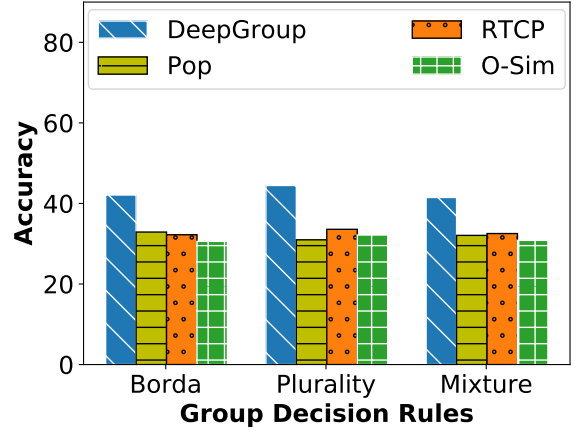 DeepGroup
RTCP
Pop
O-Sim
80
60
40
20
0
Accuracy
Borda
Plurality
Mixture
Group Decision Rules